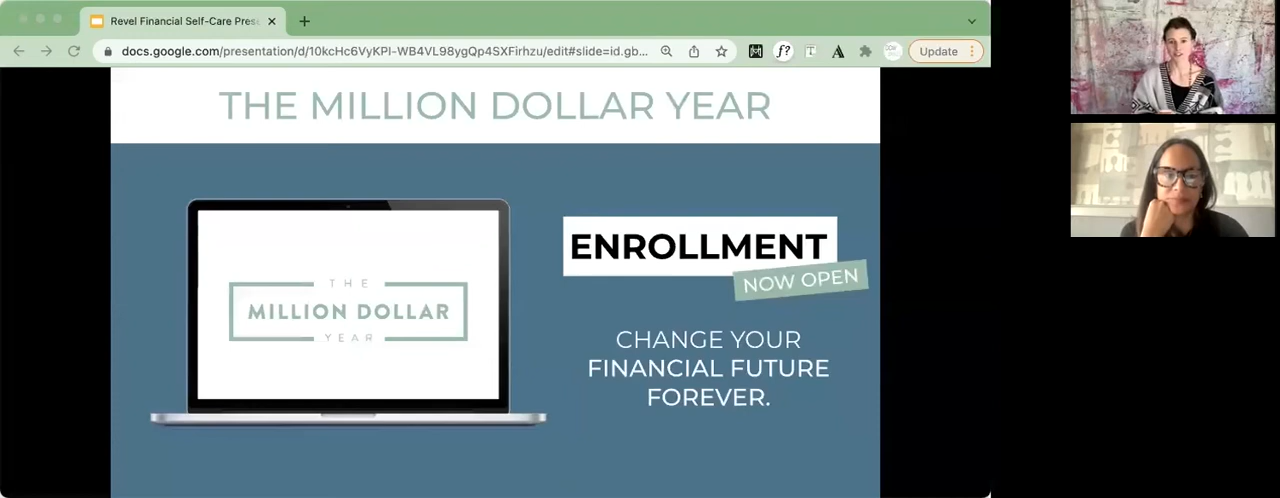 Revel Financial Self-Care Prese
docs.google.com/presentation/d/10kcHc6VyKPI-WB4VL98ygQp4SXFirhzu/edit#slide=id.gb...
Update
THE MILLION DOLLAR YEAR
THE
MILLION DOLLAR
YEAR
ENROLLMENT
NOW OPEN
CHANGE YOUR
FINANCIAL FUTURE
FOREVER.